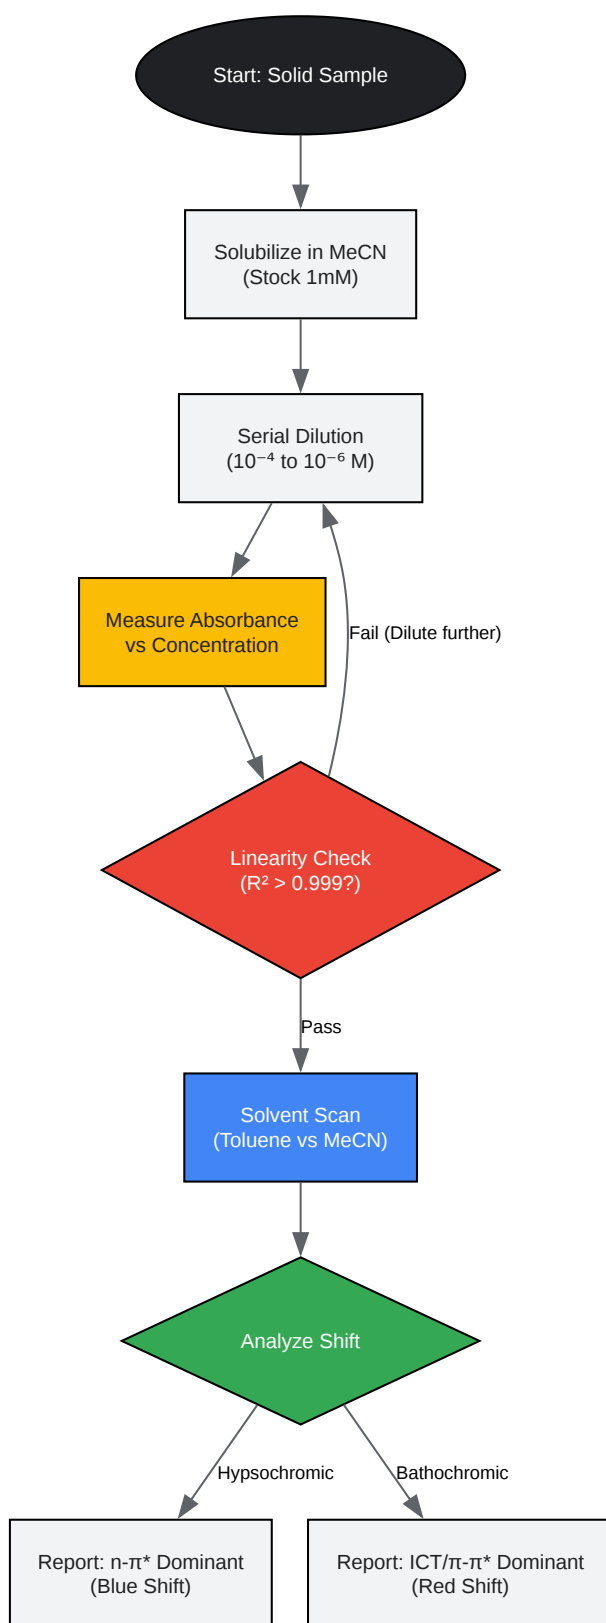 Start: Solid Sample
Solubilize in MeCN
(Stock 1mM)
Serial Dilution
(10⁻⁴ to 10⁻⁶ M)
Measure Absorbance
vs Concentration
Fail (Dilute further)
Linearity Check
(R² > 0.999?)
Pass
Solvent Scan
(Toluene vs MeCN)
Analyze Shift
Hypsochromic
Bathochromic
Report: n-π* Dominant
(Blue Shift)
Report: ICT/π-π* Dominant
(Red Shift)